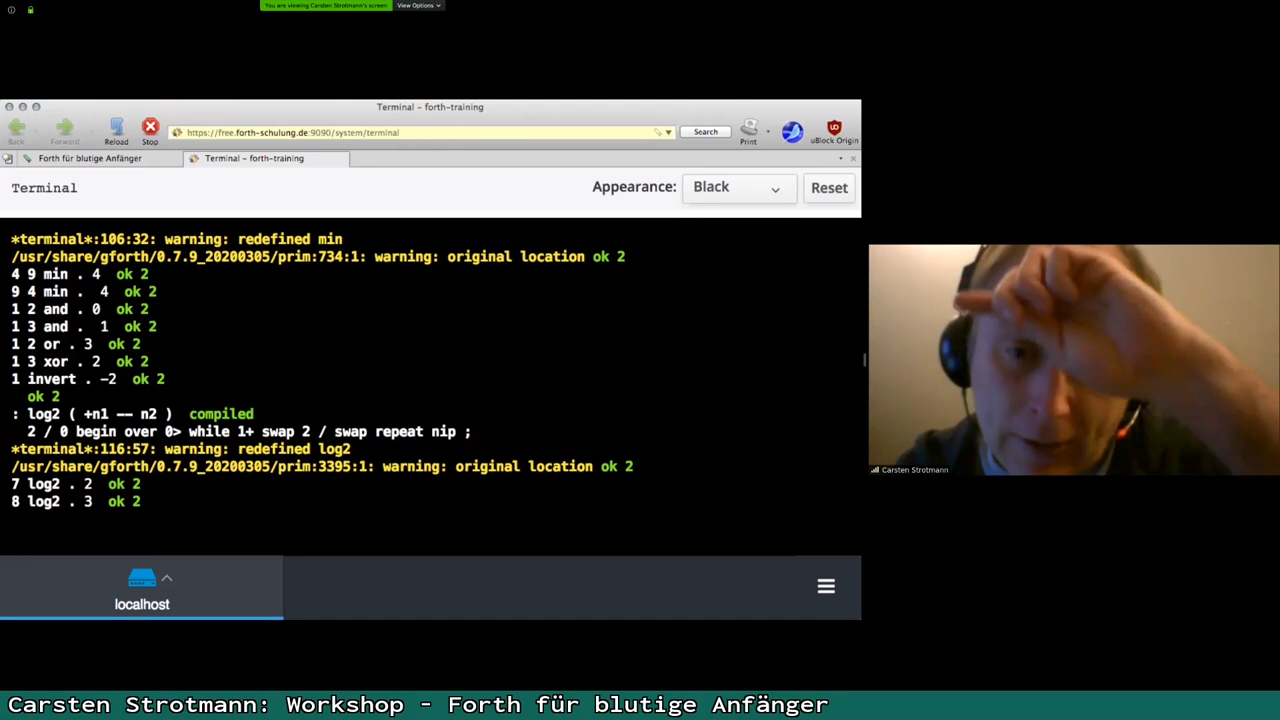 You are viewing Carsten Strotmann's screen View Options
Terminal – forth-training
Back Forward Reload Stop https://free.forth-schulung.de:9090/system/terminal Search Print uBlock Origin
Forth für blutige Anfänger Terminal – forth-training
Terminal Appearance: Black Reset
*terminal*:106:32: warning: redefined min
/usr/share/gforth/0.7.9_20200305/prim:734:1: warning: original location ok 2
4 9 min . 4 ok 2
9 4 min . 4 ok 2
1 2 and . 0 ok 2
1 3 and . 1 ok 2
1 2 or . 3 ok 2
1 3 xor . 2 ok 2
1 invert . -2 ok 2
ok 2
: log2 ( +n1 -- n2 ) compiled
2 / 0 begin over 0> while 1+ swap 2 / swap repeat nip ;
*terminal*:116:57: warning: redefined log2
/usr/share/gforth/0.7.9_20200305/prim:3395:1: warning: original location ok 2
7 log2 . 2 ok 2
8 log2 . 3 ok 2
Carsten Strotmann
localhost
Carsten Strotmann: Workshop - Forth für blutige Anfänger